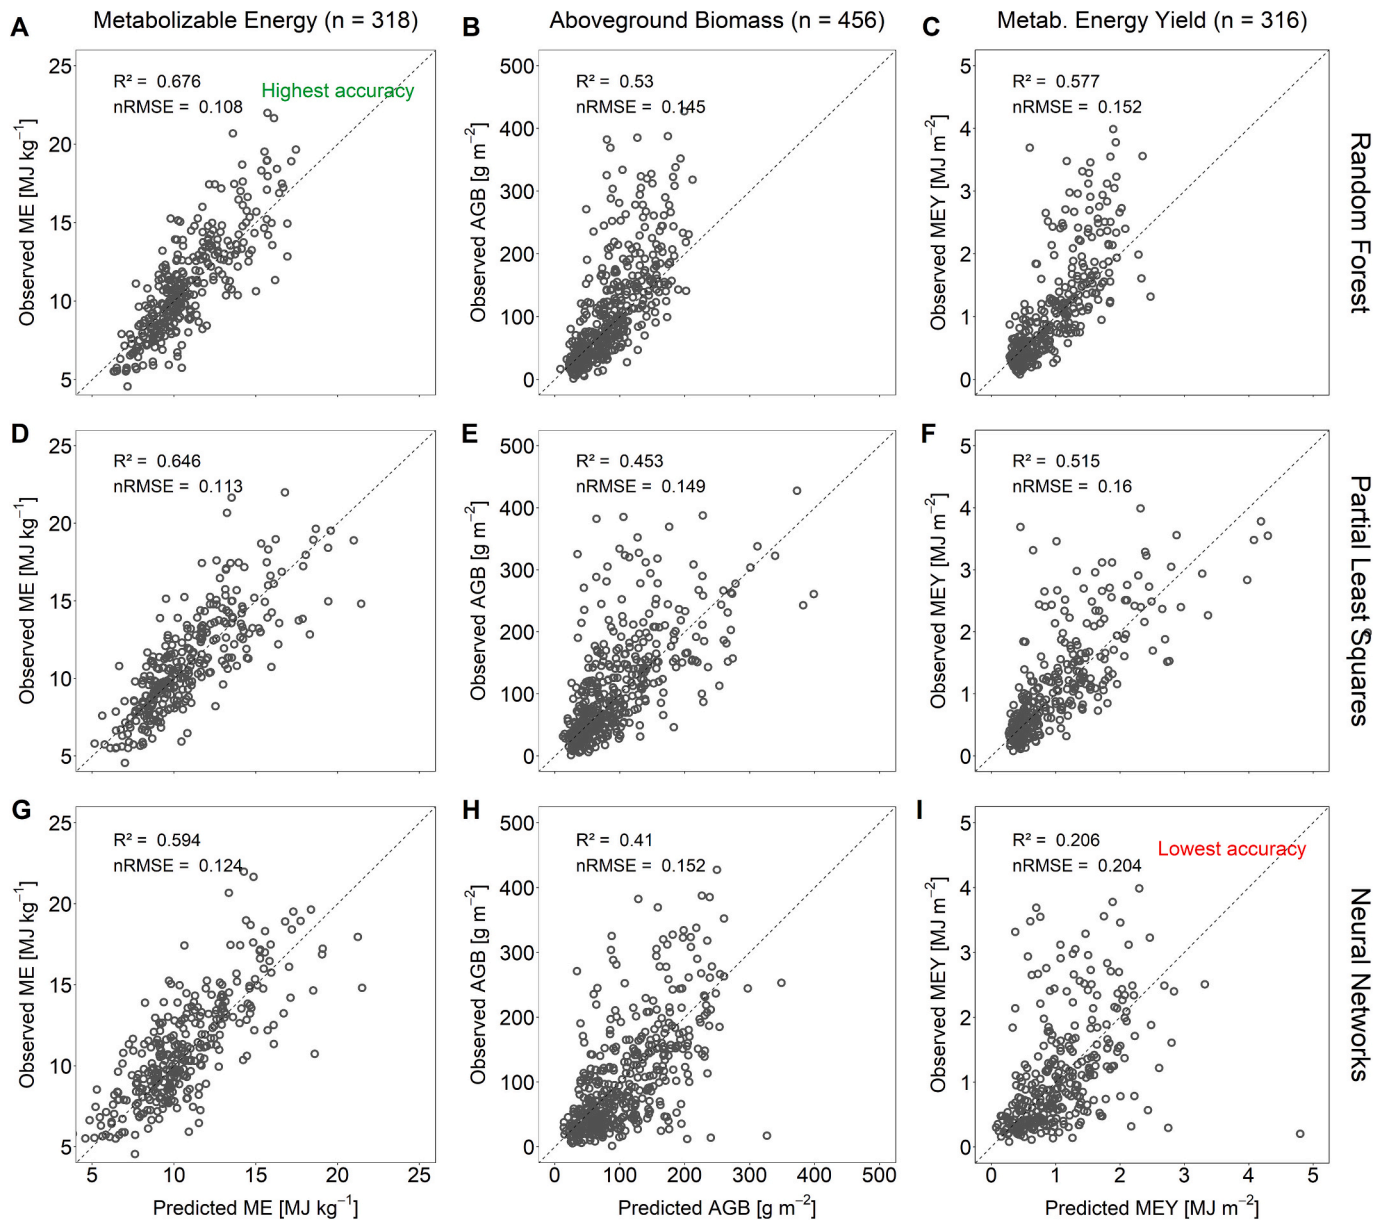 A
Metabolizable Energy (n = 318)
B
Aboveground Biomass (n = 456)
C
Metab. Energy Yield (n = 316)
R² = 0.676
nRMSE = 0.108
Highest accuracy
25
20
15
10
5
Observed ME [MJ kg⁻¹]
R² = 0.53
nRMSE = 0.145
500
400
300
200
100
0
Observed AGB [g m⁻²]
R² = 0.577
nRMSE = 0.152
5
4
3
2
1
0
Observed MEY [MJ m⁻²]
Random Forest
D
R² = 0.646
nRMSE = 0.113
25
20
15
10
5
Observed ME [MJ kg⁻¹]
E
R² = 0.453
nRMSE = 0.149
500
400
300
200
100
0
Observed AGB [g m⁻²]
F
R² = 0.515
nRMSE = 0.16
5
4
3
2
1
0
Observed MEY [MJ m⁻²]
Partial Least Squares
G
R² = 0.594
nRMSE = 0.124
25
20
15
10
5
Observed ME [MJ kg⁻¹]
5 10 15 20 25
Predicted ME [MJ kg⁻¹]
H
R² = 0.41
nRMSE = 0.152
500
400
300
200
100
0
Observed AGB [g m⁻²]
0 100 200 300 400 500
Predicted AGB [g m⁻²]
I
R² = 0.206
nRMSE = 0.204
Lowest accuracy
5
4
3
2
1
0
Observed MEY [MJ m⁻²]
0 1 2 3 4 5
Predicted MEY [MJ m⁻²]
Neural Networks